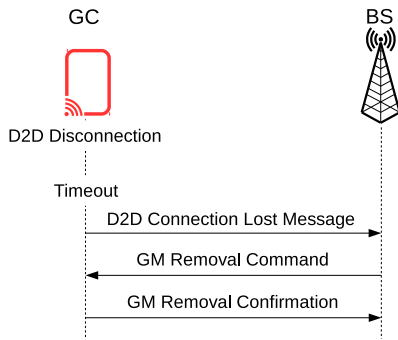 GC
BS
D2D Disconnection
Timeout
D2D Connection Lost Message
GM Removal Command
GM Removal Confirmation